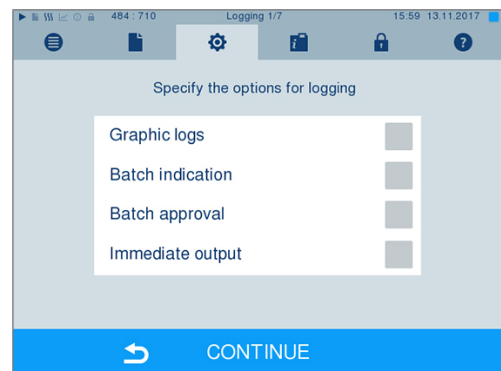 484 : 710 Logging 1/7 15:59 13.11.2017
i ?
Specify the options for logging
Graphic logs
Batch indication
Batch approval
Immediate output
CONTINUE